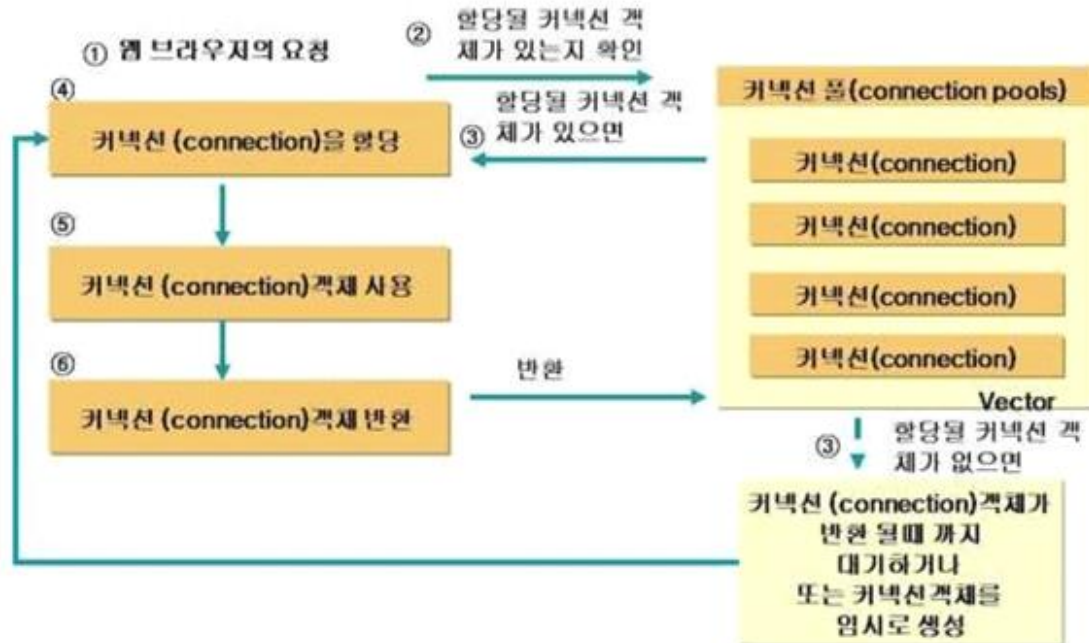 ① 웹 브라우저의 요청
② 할당될 커넥션 객
체가 있는지 확인
④
커넥션 (connection)을 할당
③ 할당될 커넥션 객
체가 있으면
⑤
커넥션 (connection)객체 사용
⑥
커넥션 (connection)객체 반환
반환
커넥션 풀(connection pools)
커넥션(connection)
커넥션(connection)
커넥션(connection)
커넥션(connection)
Vector
③ 할당될 커넥션 객
체가 없으면
커넥션 (connection)객체가
반환 될때 까지
대기하거나
또는 커넥션객체를
임시로 생성